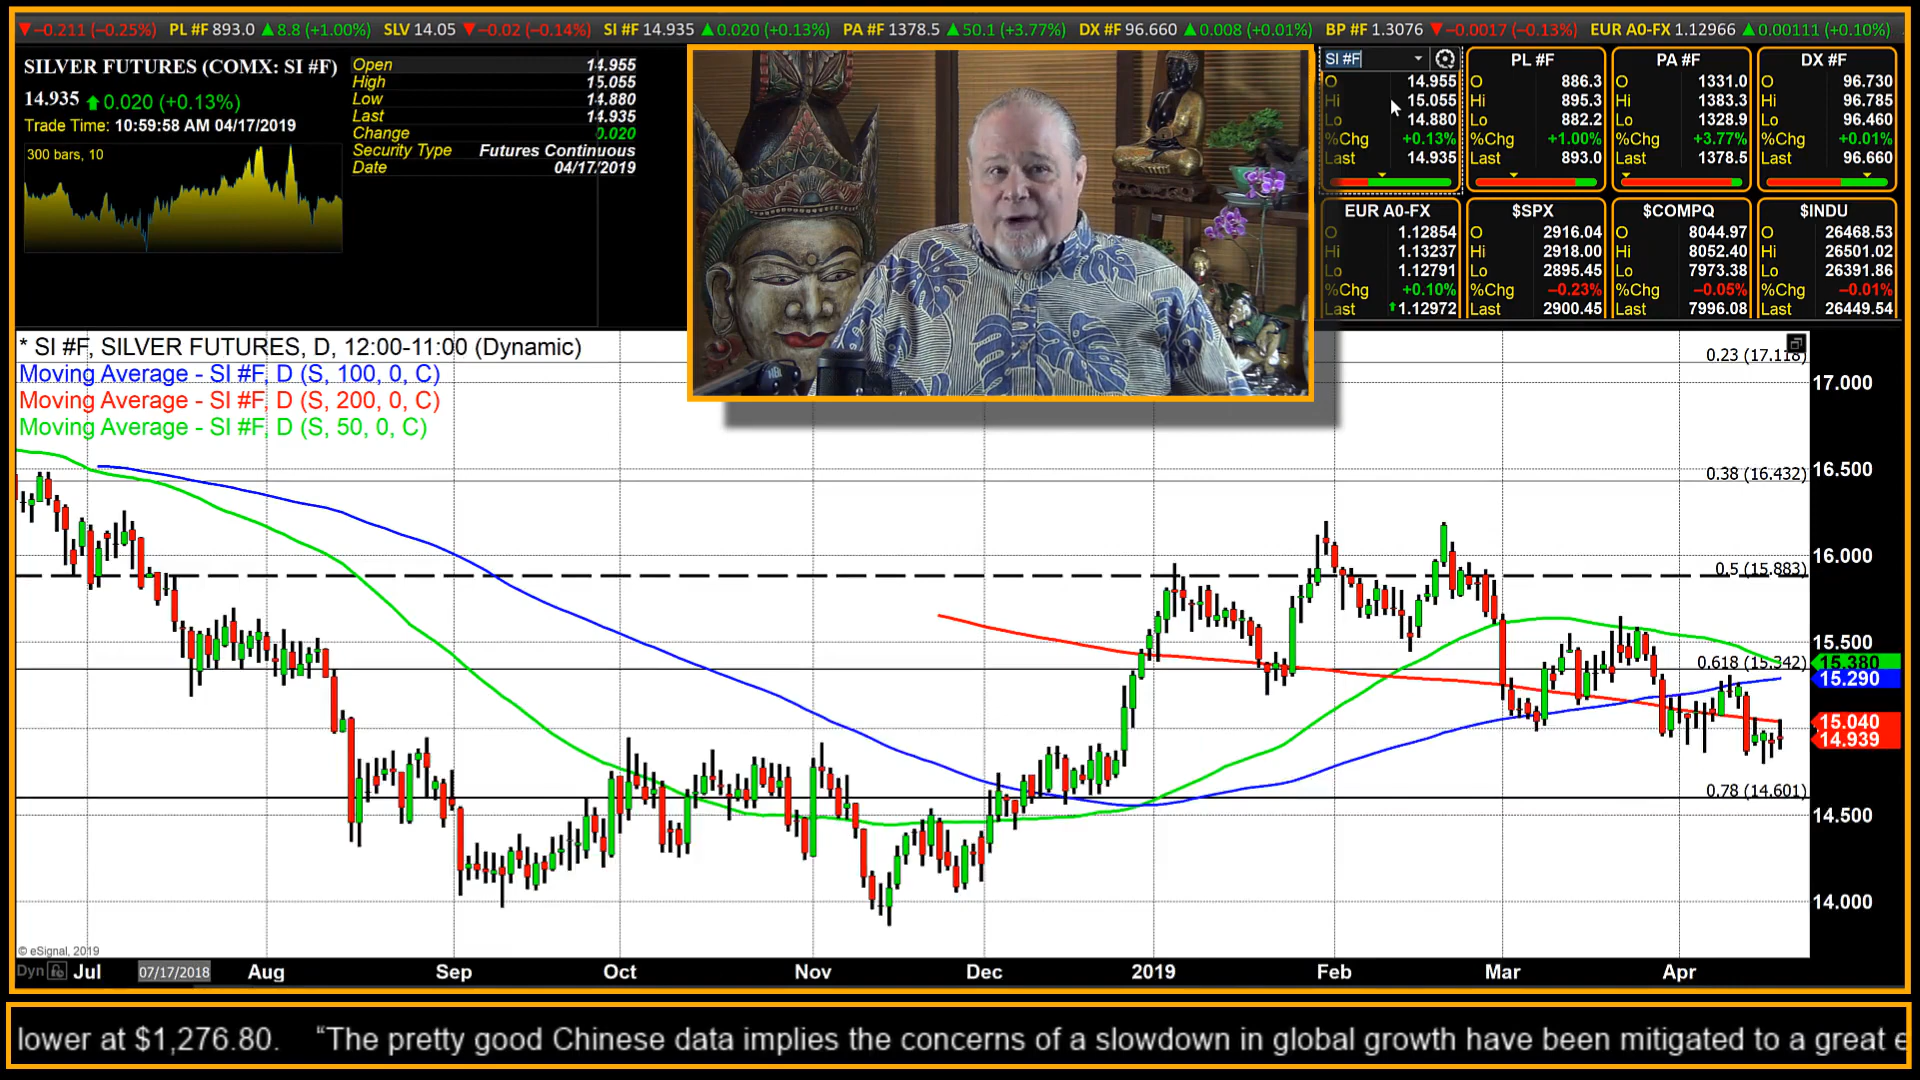 −0.211 (−0.25%) PL #F 893.0 8.8 (+1.00%) SLV 14.05 −0.02 (−0.14%) SI #F 14.935 0.020 (+0.13%) PA #F 1378.5 50.1 (+3.77%) DX #F 96.660 0.008 (+0.01%) BP #F 1.3076 −0.0017 (−0.13%) EUR A0-FX 1.12966 0.00111 (+0.10%)
SILVER FUTURES (COMX: SI #F)
14.935 0.020 (+0.13%)
Trade Time: 10:59:58 AM 04/17/2019
300 bars, 10
Open 14.955
High 15.055
Low 14.880
Last 14.935
Change 0.020
Security Type Futures Continuous
Date 04/17/2019
SI #F
O 14.955
Hi 15.055
Lo 14.880
%Chg +0.13%
Last 14.935
PL #F
O 886.3
Hi 895.3
Lo 882.2
%Chg +1.00%
Last 893.0
PA #F
O 1331.0
Hi 1383.3
Lo 1328.9
%Chg +3.77%
Last 1378.5
DX #F
O 96.730
Hi 96.785
Lo 96.460
%Chg +0.01%
Last 96.660
EUR A0-FX
O 1.12854
Hi 1.13237
Lo 1.12791
%Chg +0.10%
Last 1.12972
$SPX
O 2916.04
Hi 2918.00
Lo 2895.45
%Chg −0.23%
Last 2900.45
$COMPQ
O 8044.97
Hi 8052.40
Lo 7973.38
%Chg −0.05%
Last 7996.08
$INDU
O 26468.53
Hi 26501.02
Lo 26391.86
%Chg −0.01%
Last 26449.54
* SI #F, SILVER FUTURES, D, 12:00-11:00 (Dynamic)
Moving Average - SI #F, D (S, 100, 0, C)
Moving Average - SI #F, D (S, 200, 0, C)
Moving Average - SI #F, D (S, 50, 0, C)
0.23 (17.118)
17.000
16.500
0.38 (16.432)
16.000
0.5 (15.883)
15.500
0.618 (15.342)
15.380
15.290
15.040
14.939
0.78 (14.601)
14.500
14.000
© eSignal, 2019
Dyn Jul 07/17/2018 Aug Sep Oct Nov Dec 2019 Feb Mar Apr
lower at $1,276.80. “The pretty good Chinese data implies the concerns of a slowdown in global growth have been mitigated to a great e